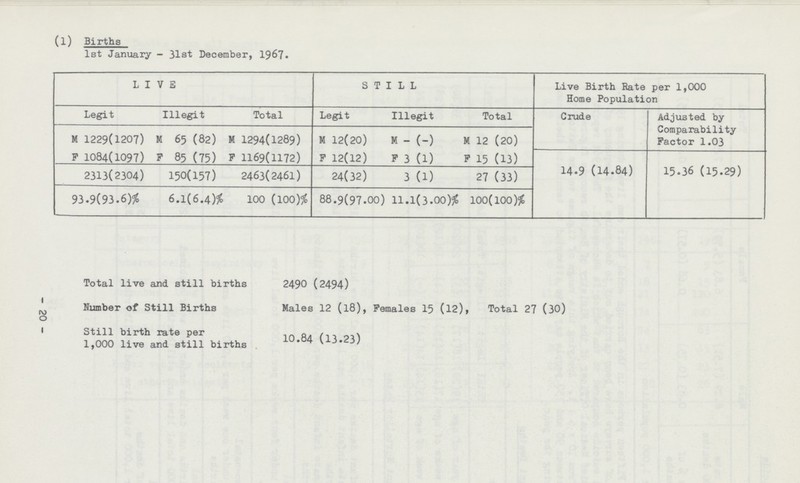 (1) Births
1st January - 31st December, 1967.
LIVE STILL Live Birth Rate per 1,000
Home Population
Legit Illegit Total Legit Illegit Total Crude Adjusted by
Comparability
Factor 1.03
M 1229(1207) M 65 (82) M 1294(1289) M 12(20) M - (-) M 12 (20)
F 1084(1097) F 85 (75) F 1169(1172) F 12(12) F 3 (1) F 15 (13)
2313(2304) 150(157) 2463(2461) 24(32) 3 (1) 27 (33) 14.9 (14.84) 15.36 (15.29)
93.9(93.6)% 6.1(6.4)% 100 (100)% 88.9(97.00) 11.1(3.00)% 100(100)%
Total live and still births 2490 (2494)
Number of Still Births Males 12 (18), Females 15 (12), Total 27 (30)
Still birth rate per
1,000 live and still births 10.84 (13.23)
- 20 -